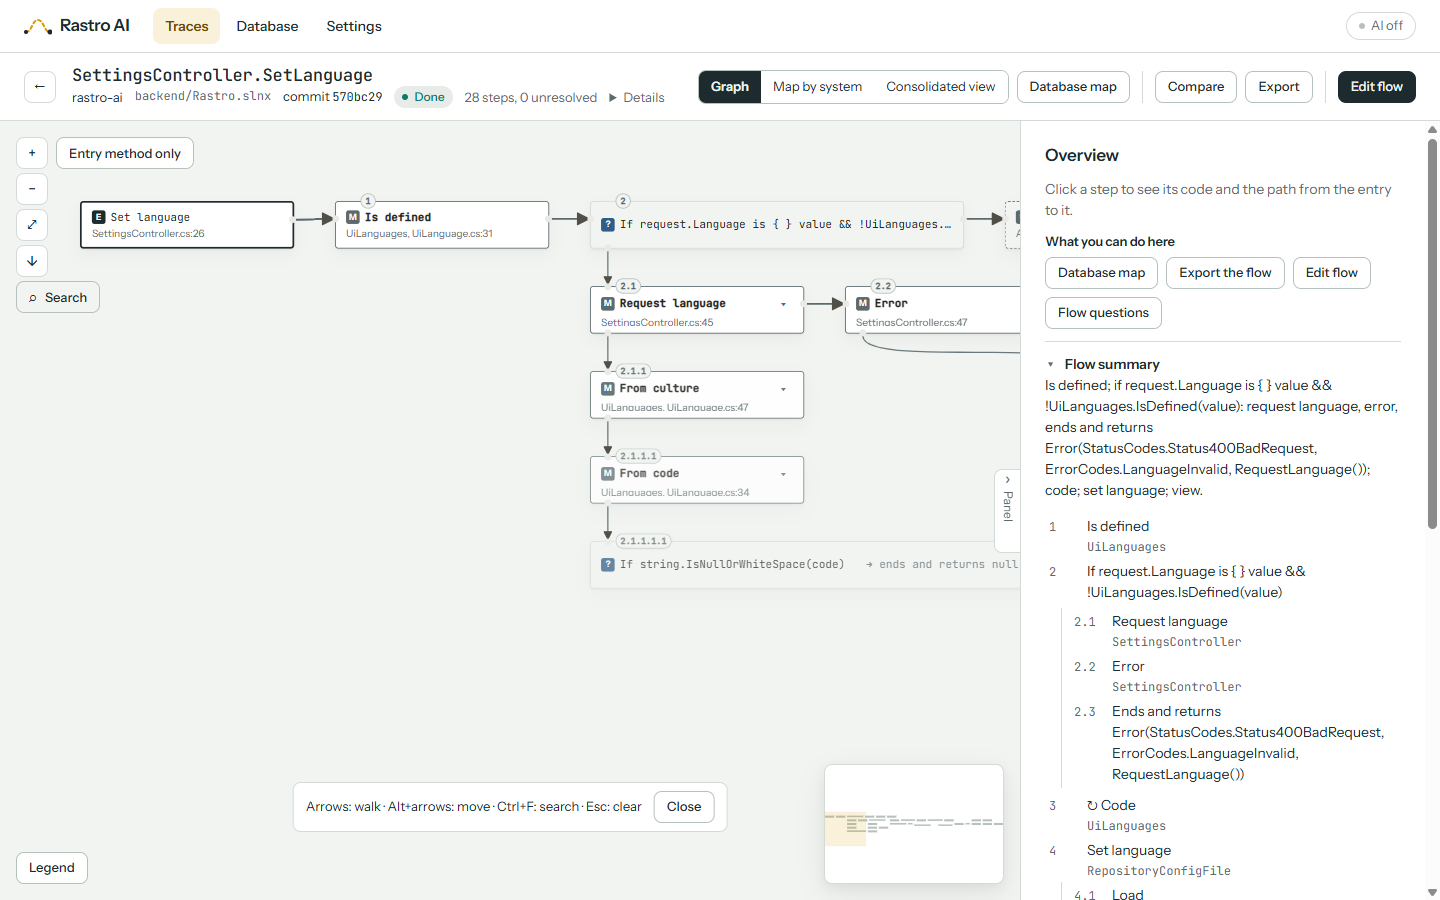 Rastro AI
Traces
Database
Settings
AI off
←
SettingsController.SetLanguage
rastro-ai
backend/Rastro.slnx
commit 570bc29
Done
28 steps, 0 unresolved
Details
Graph
Map by system
Consolidated view
Database map
Compare
Export
Edit flow
Entry method only
Search
E Set language
SettingsController.cs:26
1
M Is defined
UiLanguages, UiLanguage.cs:31
2
? If request.Language is { } value && !UiLanguages.…
2.1
M Request language
SettingsController.cs:45
2.2
M Error
SettingsController.cs:47
2.1.1
M From culture
UiLanguages, UiLanguage.cs:47
2.1.1.1
M From code
UiLanguages, UiLanguage.cs:34
2.1.1.1.1
? If string.IsNullOrWhiteSpace(code) → ends and returns null
Panel
Arrows: walk · Alt+arrows: move · Ctrl+F: search · Esc: clear
Close
Legend
Overview
Click a step to see its code and the path from the entry
to it.
What you can do here
Database map
Export the flow
Edit flow
Flow questions
Flow summary
Is defined; if request.Language is { } value &&
!UiLanguages.IsDefined(value): request language, error,
ends and returns
Error(StatusCodes.Status400BadRequest,
ErrorCodes.LanguageInvalid, RequestLanguage());
code; set language; view.
1 Is defined
UiLanguages
2 If request.Language is { } value &&
!UiLanguages.IsDefined(value)
2.1 Request language
SettingsController
2.2 Error
SettingsController
2.3 Ends and returns
Error(StatusCodes.Status400BadRequest,
ErrorCodes.LanguageInvalid,
RequestLanguage())
3 ↻ Code
UiLanguages
4 Set language
RepositoryConfigFile
4.1 Load